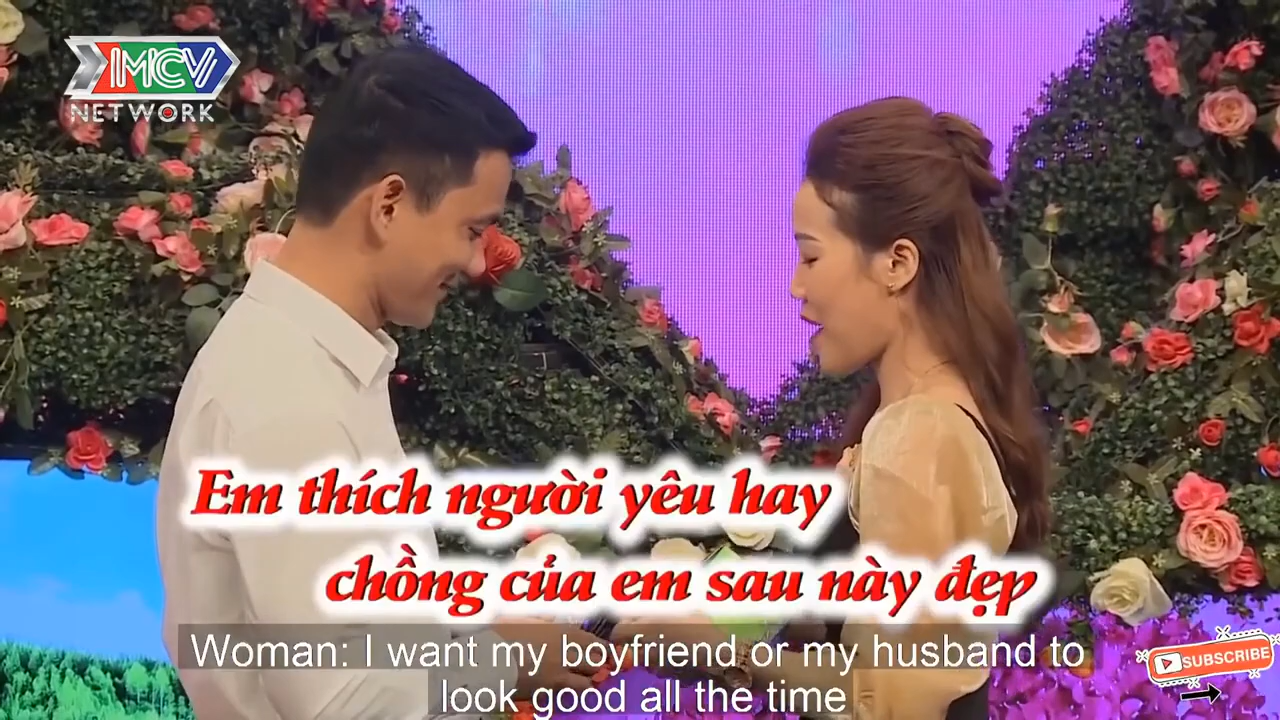 MCV
NETWORK
Em thích người yêu hay
chồng của em sau này đẹp
Woman: I want my boyfriend or my husband to
look good all the time
SUBSCRIBE